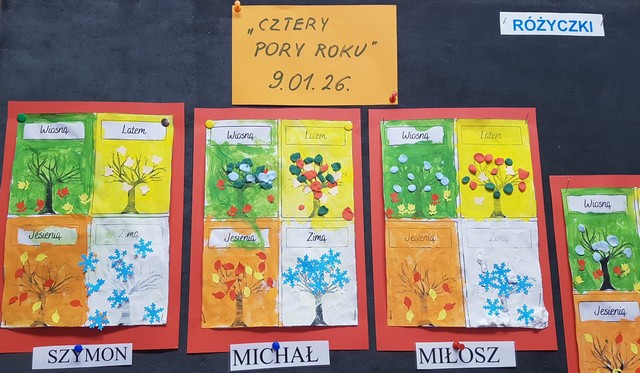 „CZTERY
PORY ROKU"
9.01.26.
RÓŻYCZKI
Wiosną
Latem
Jesienią
Zimą
SZYMON
Wiosną
Latem
Jesienią
Zimą
MICHAŁ
Wiosną
Latem
Jesienią
Zimą
MIŁOSZ
Wiosną
Jesienią